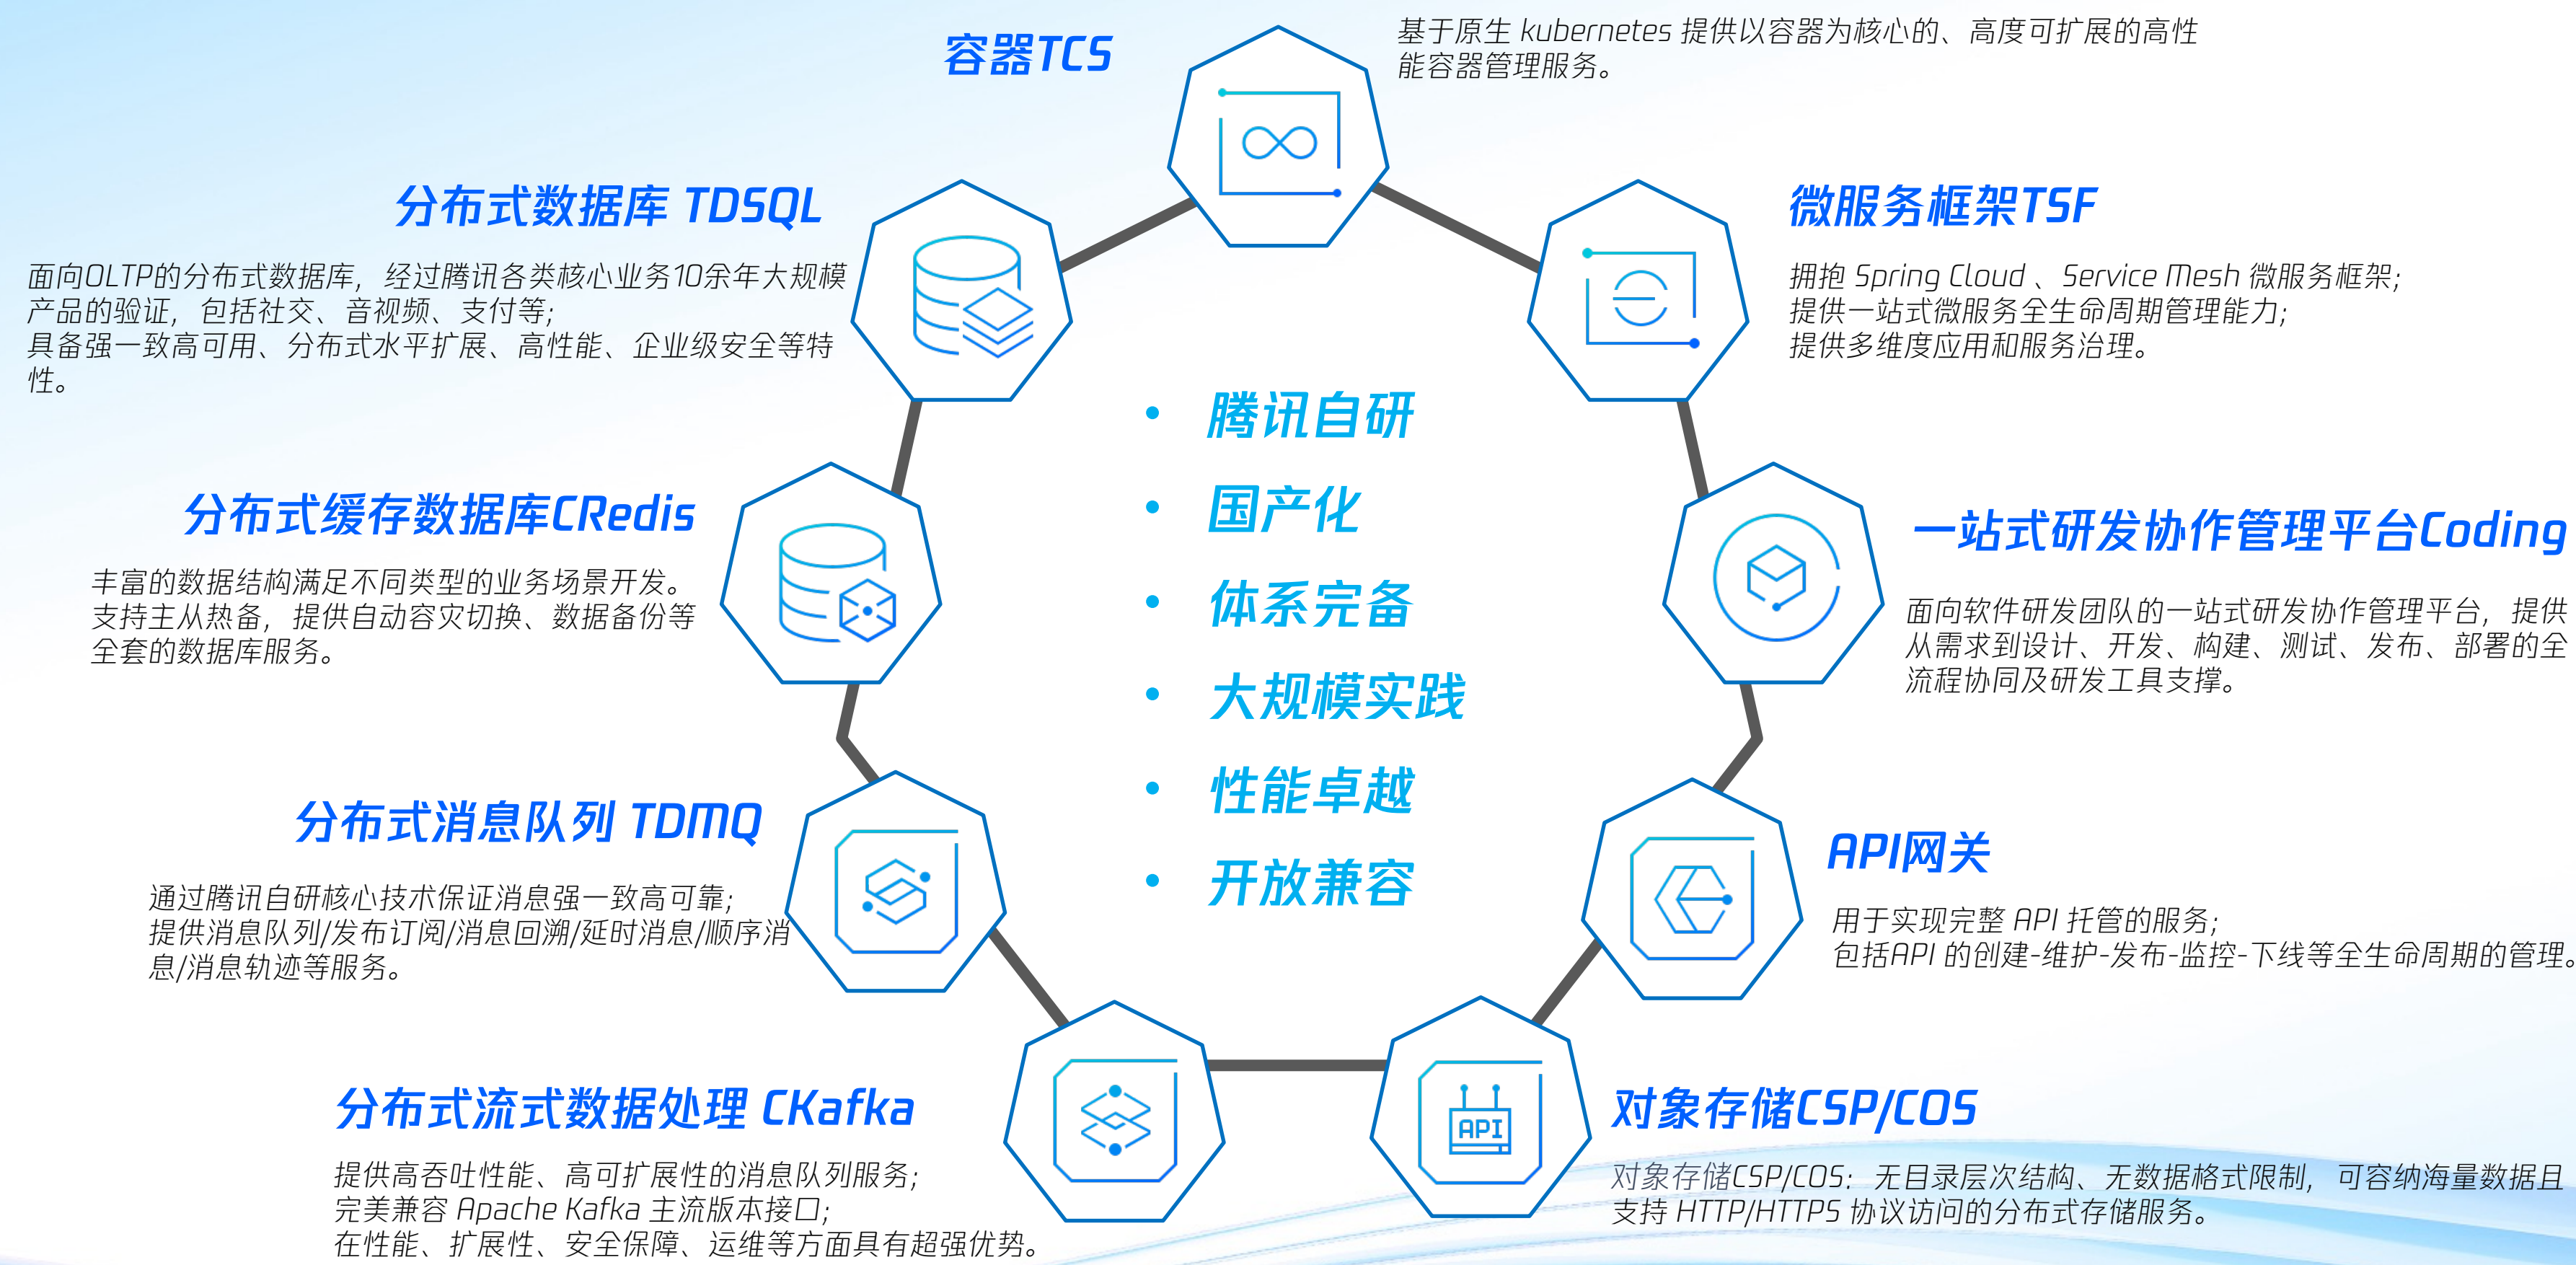 容器TCS
基于原生 kubernetes 提供以容器为核心的、高度可扩展的高性
能容器管理服务。
分布式数据库 TDSQL
面向OLTP的分布式数据库，经过腾讯各类核心业务10余年大规模
产品的验证，包括社交、音视频、支付等；
具备强一致高可用、分布式水平扩展、高性能、企业级安全等特
性。
微服务框架TSF
拥抱 Spring Cloud 、Service Mesh 微服务框架；
提供一站式微服务全生命周期管理能力；
提供多维度应用和服务治理。
• 腾讯自研
• 国产化
• 体系完备
• 大规模实践
• 性能卓越
• 开放兼容
分布式缓存数据库CRedis
丰富的数据结构满足不同类型的业务场景开发。
支持主从热备，提供自动容灾切换、数据备份等
全套的数据库服务。
一站式研发协作管理平台Coding
面向软件研发团队的一站式研发协作管理平台，提供
从需求到设计、开发、构建、测试、发布、部署的全
流程协同及研发工具支撑。
分布式消息队列 TDMQ
通过腾讯自研核心技术保证消息强一致高可靠；
提供消息队列/发布订阅/消息回溯/延时消息/顺序消
息/消息轨迹等服务。
API网关
用于实现完整 API 托管的服务；
包括API 的创建-维护-发布-监控-下线等全生命周期的管理。
分布式流式数据处理 CKafka
提供高吞吐性能、高可扩展性的消息队列服务；
完美兼容 Apache Kafka 主流版本接口；
在性能、扩展性、安全保障、运维等方面具有超强优势。
API
对象存储CSP/COS
对象存储CSP/COS：无目录层次结构、无数据格式限制，可容纳海量数据且
支持 HTTP/HTTPS 协议访问的分布式存储服务。